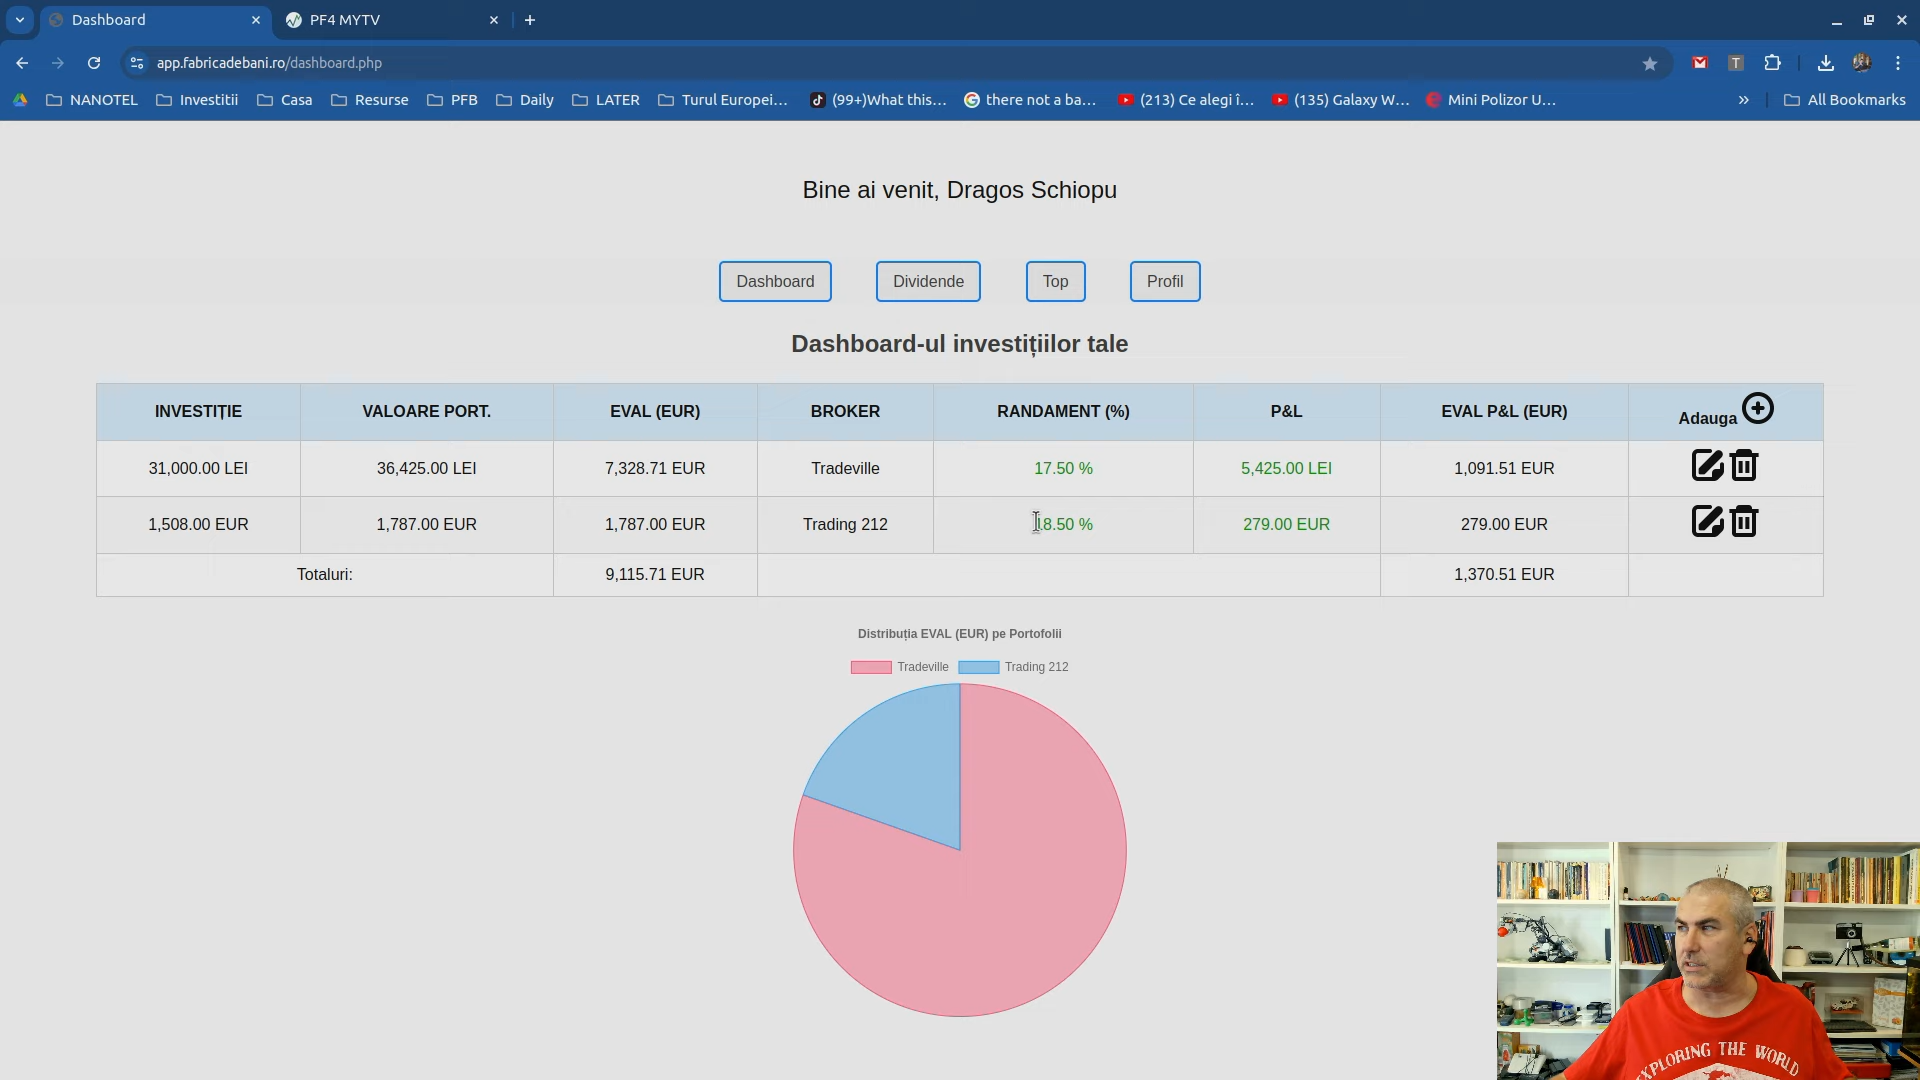 Dashboard
PF4 MYTV
app.fabricadebani.ro/dashboard.php
T
NANOTEL
Investitii
Casa
Resurse
PFB
Daily
LATER
Turul Europei...
(99+)What this...
there not a ba...
(213) Ce alegi î...
(135) Galaxy W...
Mini Polizor U...
All Bookmarks
Bine ai venit, Dragos Schiopu
Dashboard
Dividende
Top
Profil
Dashboard-ul investițiilor tale
INVESTIȚIE VALOARE PORT. EVAL (EUR) BROKER RANDAMENT (%) P&L EVAL P&L (EUR) Adauga
31,000.00 LEI 36,425.00 LEI 7,328.71 EUR Tradeville 17.50 % 5,425.00 LEI 1,091.51 EUR
1,508.00 EUR 1,787.00 EUR 1,787.00 EUR Trading 212 18.50 % 279.00 EUR 279.00 EUR
Totaluri: 9,115.71 EUR 1,370.51 EUR
Distribuția EVAL (EUR) pe Portofolii
Tradeville Trading 212
EXPLORING THE WORLD